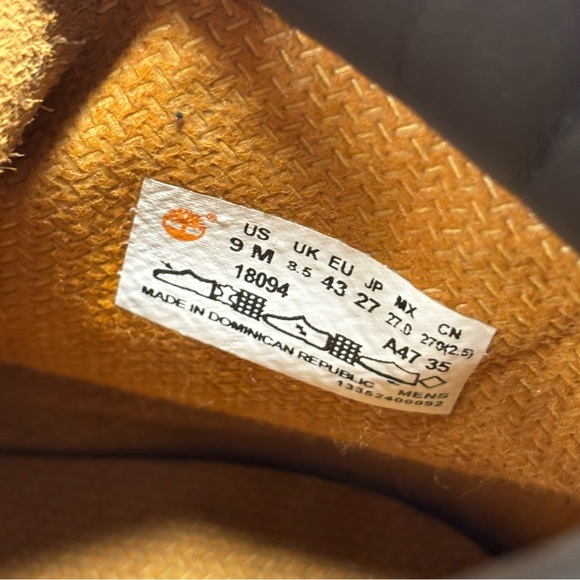 US UK EU JP MX CN
9 M 8.5 43 27 27.0 270(2.5)
18094 A47 35
MADE IN DOMINICAN REPUBLIC MENS
13352400092